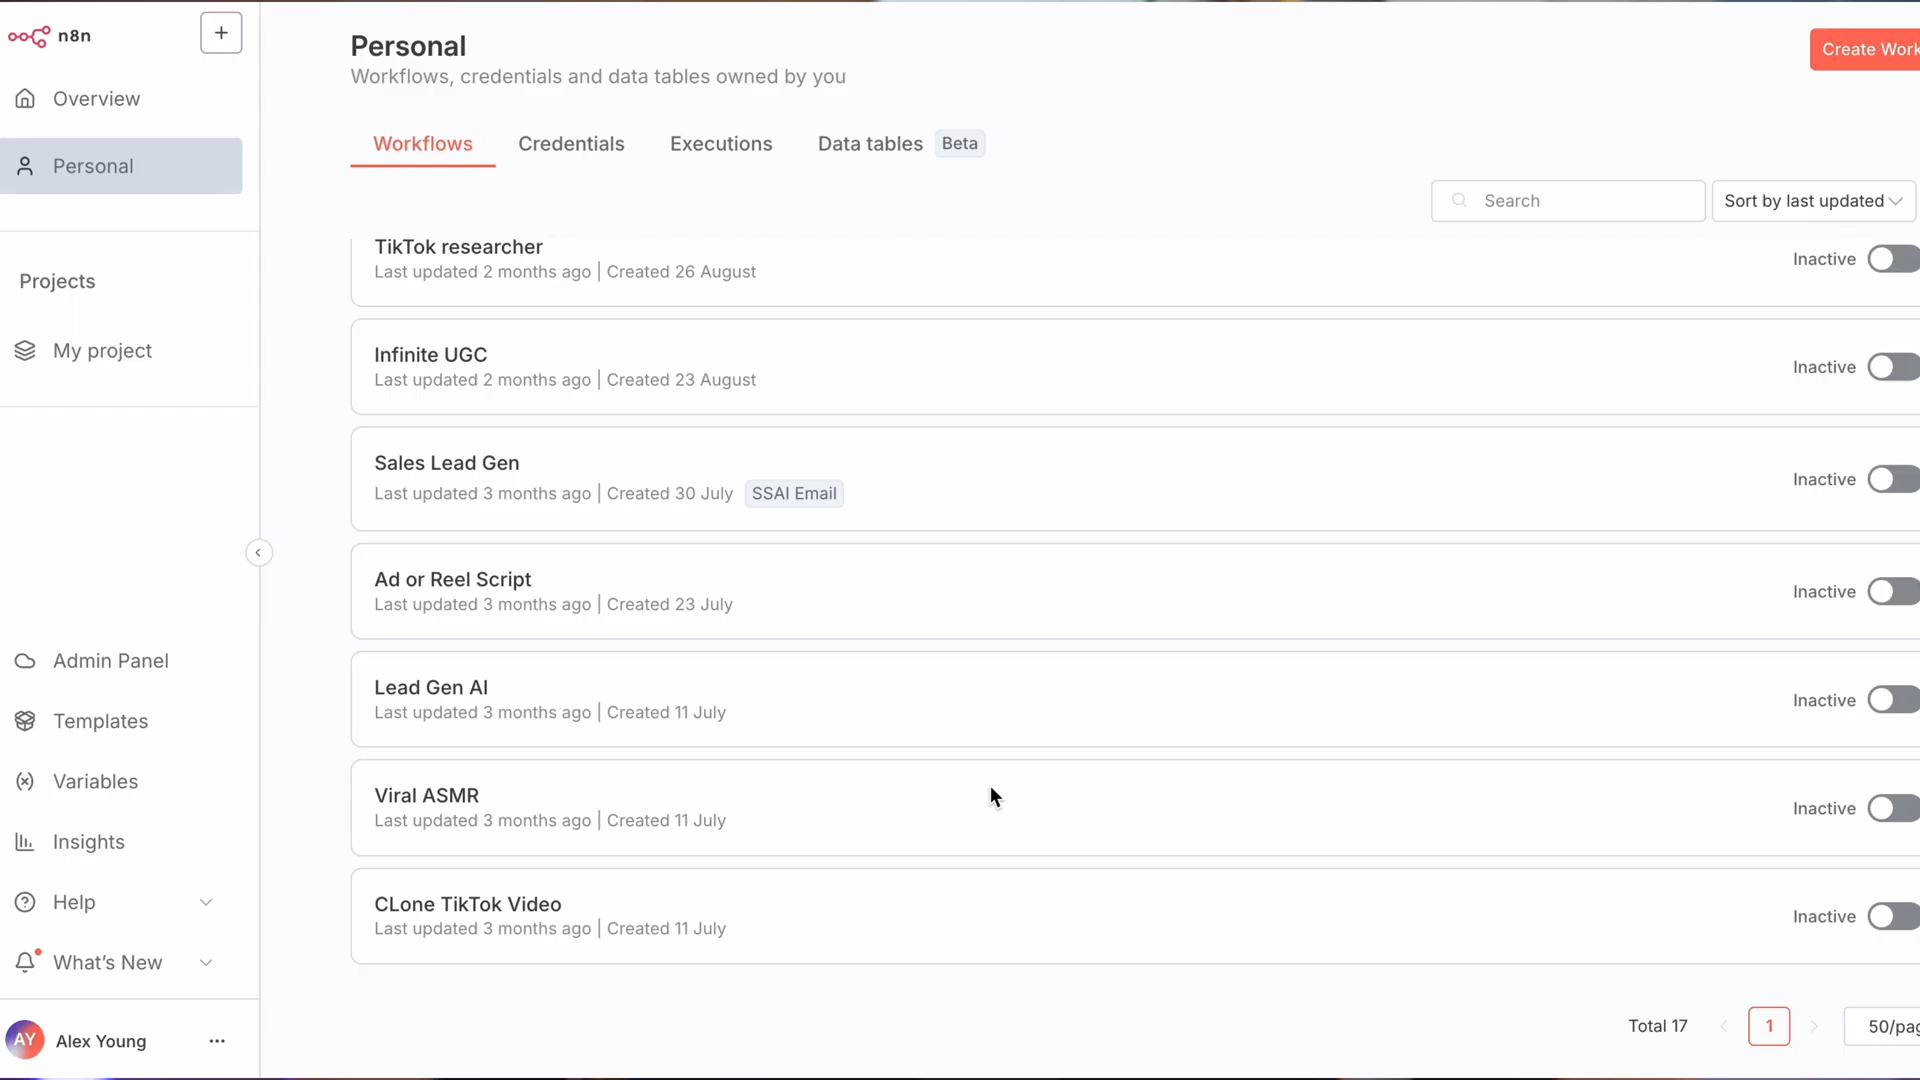 n8n
+
Overview
Personal
Projects
My project
Admin Panel
Templates
Variables
Insights
Help
What's New
AY
Alex Young
Personal
Workflows, credentials and data tables owned by you
Create Work
Workflows
Credentials
Executions
Data tables Beta
Search
Sort by last updated
TikTok researcher
Last updated 2 months ago | Created 26 August
Inactive
Infinite UGC
Last updated 2 months ago | Created 23 August
Inactive
Sales Lead Gen
Last updated 3 months ago | Created 30 July SSAI Email
Inactive
Ad or Reel Script
Last updated 3 months ago | Created 23 July
Inactive
Lead Gen AI
Last updated 3 months ago | Created 11 July
Inactive
Viral ASMR
Last updated 3 months ago | Created 11 July
Inactive
CLone TikTok Video
Last updated 3 months ago | Created 11 July
Inactive
Total 17
1
50/pag